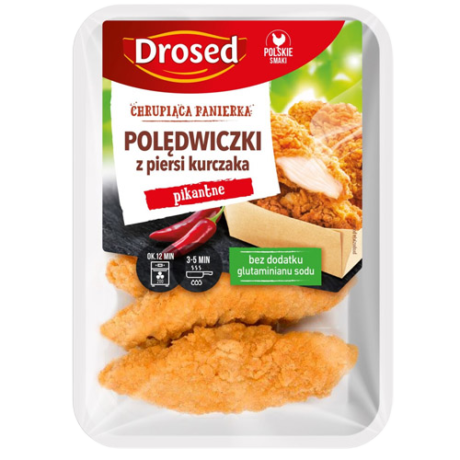 Drosed
POLSKIE
SMAKI
CHRUPIĄCA PANIERKA
POLĘDWICZKI
z piersi kurczaka
pikantne
OK.12 MIN
3-5 MIN
bez dodatku
glutaminianu sodu